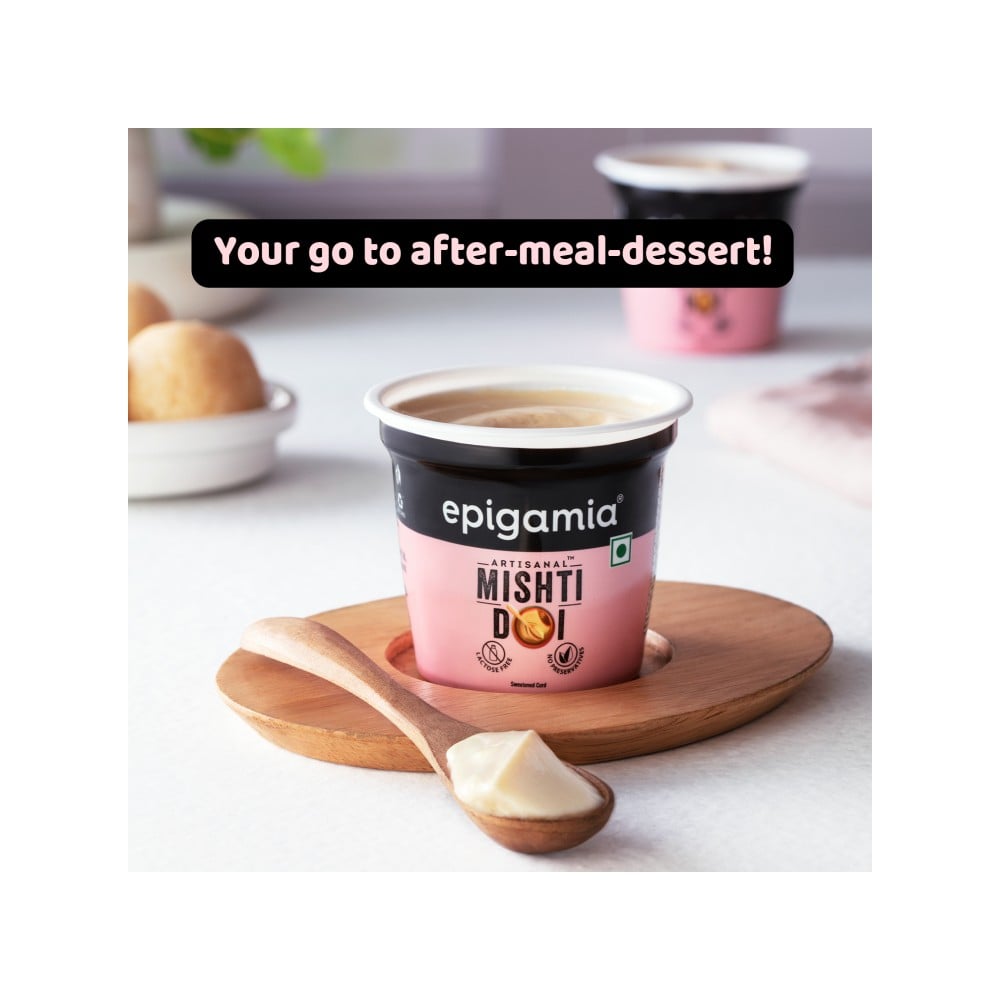 Your go to after-meal-dessert!
epigamia®
ARTISANAL™
MISHTI
DOI
LACTOSE FREE
NO PRESERVATIVES
Sweetened Curd